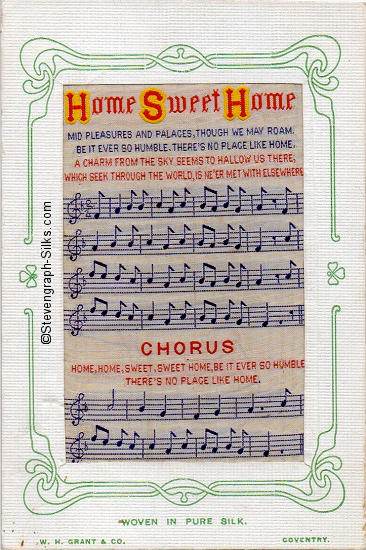 Home Sweet Home
MID PLEASURES AND PALACES, THOUGH WE MAY ROAM.
BE IT EVER SO HUMBLE. THERE'S NO PLACE LIKE HOME,
A CHARM FROM THE SKY SEEMS TO HALLOW US THERE,
WHICH SEEK THROUGH THE WORLD, IS NE'ER MET WITH ELSEWHERE
CHORUS
HOME, HOME, SWEET, SWEET HOME, BE IT EVER SO HUMBLE
THERE'S NO PLACE LIKE HOME.
WOVEN IN PURE SILK.
W. H. GRANT & CO. COVENTRY.
©Stevengraph-Silks.com